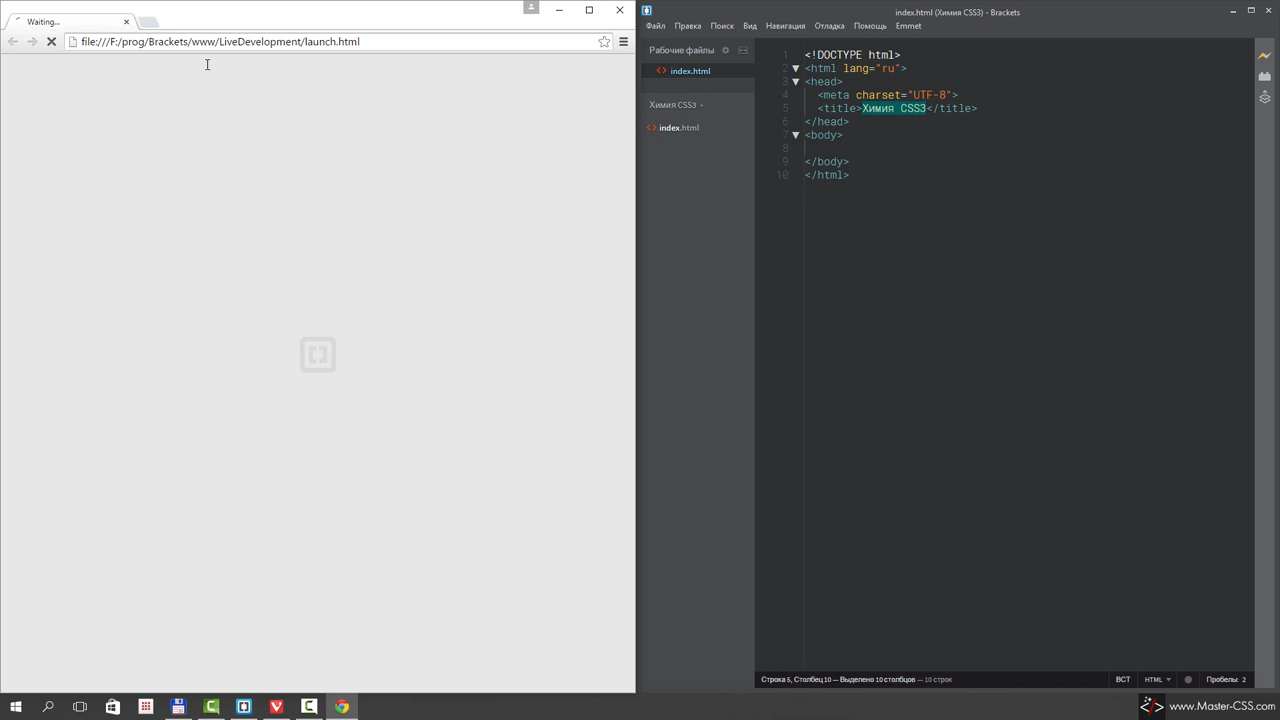 Waiting...
file:///F:/prog/Brackets/www/LiveDevelopment/launch.html
index.html (Химия CSS3) - Brackets
Файл Правка Поиск Вид Навигация Отладка Помощь Emmet
Рабочие файлы
index.html
Химия CSS3
index.html
1 <!DOCTYPE html>
2 <html lang="ru">
3 <head>
4 <meta charset="UTF-8">
5 <title>Химия CSS3</title>
6 </head>
7 <body>
8
9 </body>
10 </html>
Строка 5, Столбец 10 — Выделено 10 столбцов — 10 строк
ВСТ HTML Пробелы: 2
www.Master-CSS.com